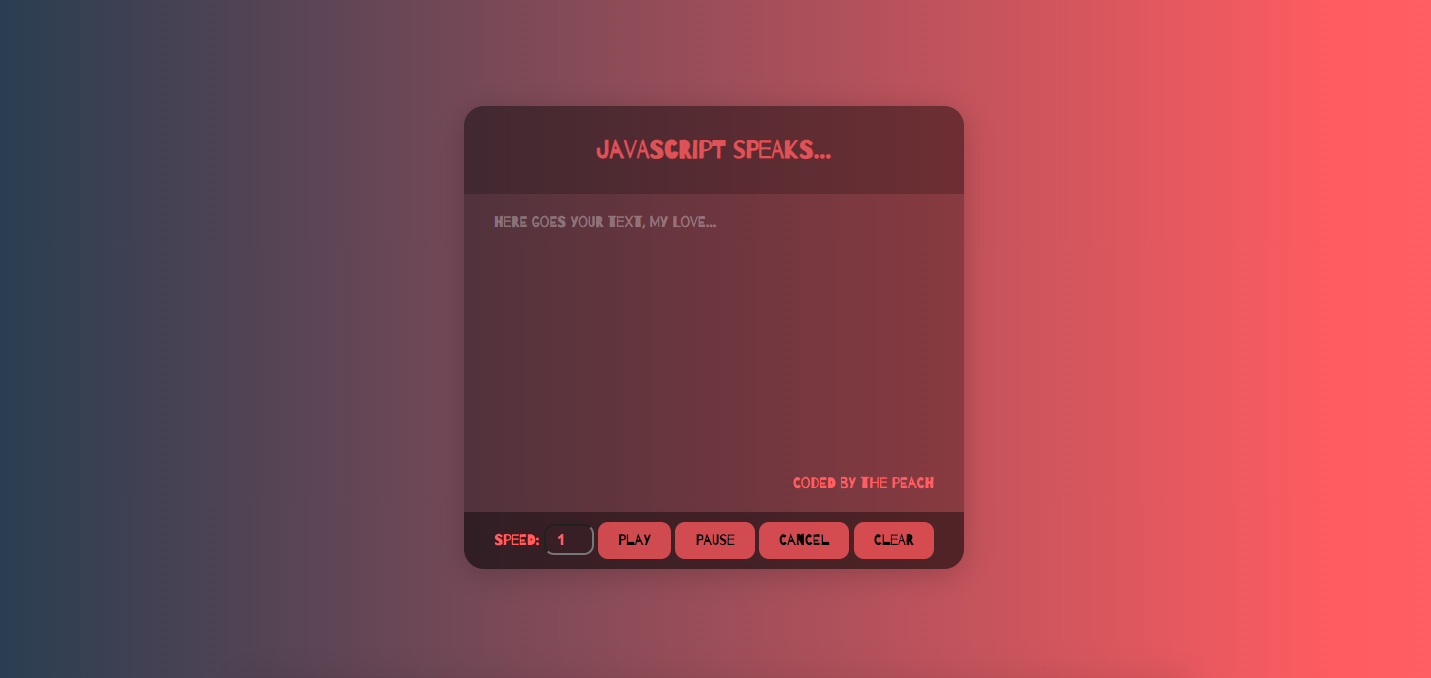 JAVASCRIPT SPEAKS...
HERE GOES YOUR TEXT, MY LOVE...
CODED BY THE PEACH
SPEED: 1 PLAY PAUSE CANCEL CLEAR